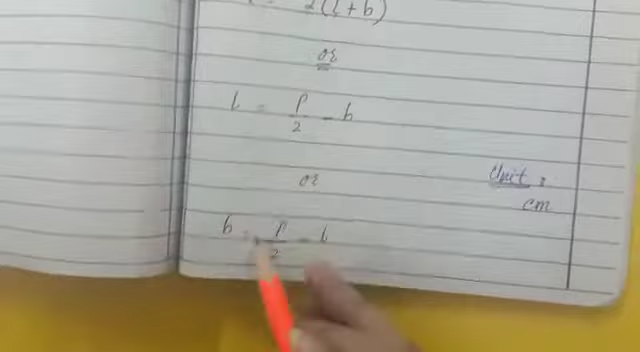 = 2(l+b)
or
l = P/2 - b
or
Unit :
cm
b = P/2 - l